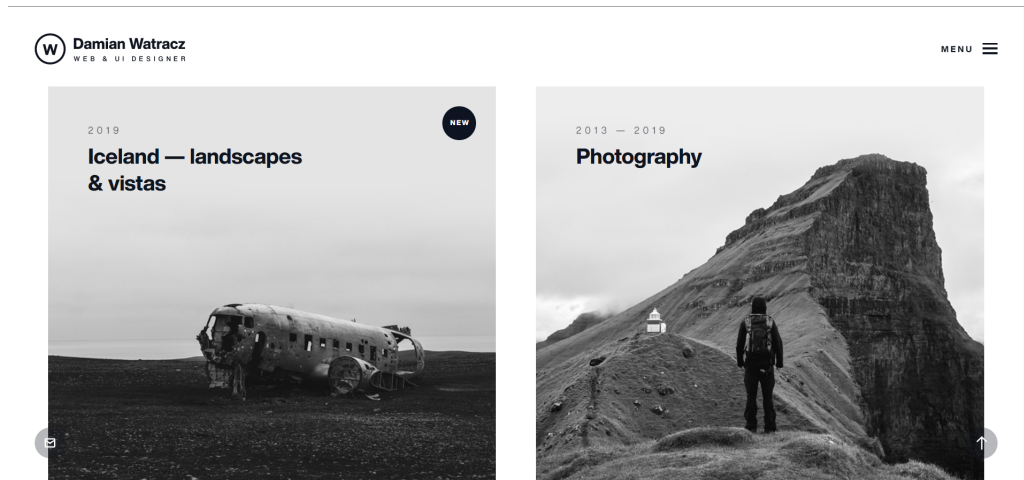 W
Damian Watracz
WEB & UI DESIGNER
MENU
2019
NEW
Iceland — landscapes
& vistas
2013 — 2019
Photography